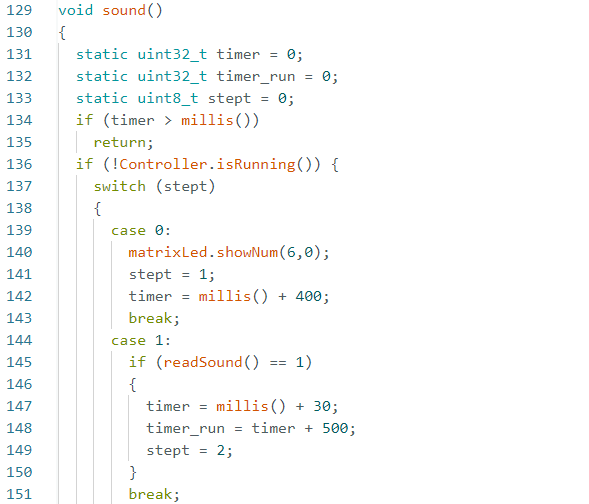 129 void sound()
130 {
131   static uint32_t timer = 0;
132   static uint32_t timer_run = 0;
133   static uint8_t stept = 0;
134   if (timer > millis())
135     return;
136   if (!Controller.isRunning()) {
137     switch (stept)
138     {
139       case 0:
140         matrixLed.showNum(6,0);
141         stept = 1;
142         timer = millis() + 400;
143         break;
144       case 1:
145         if (readSound() == 1)
146         {
147           timer = millis() + 30;
148           timer_run = timer + 500;
149           stept = 2;
150         }
151         break;